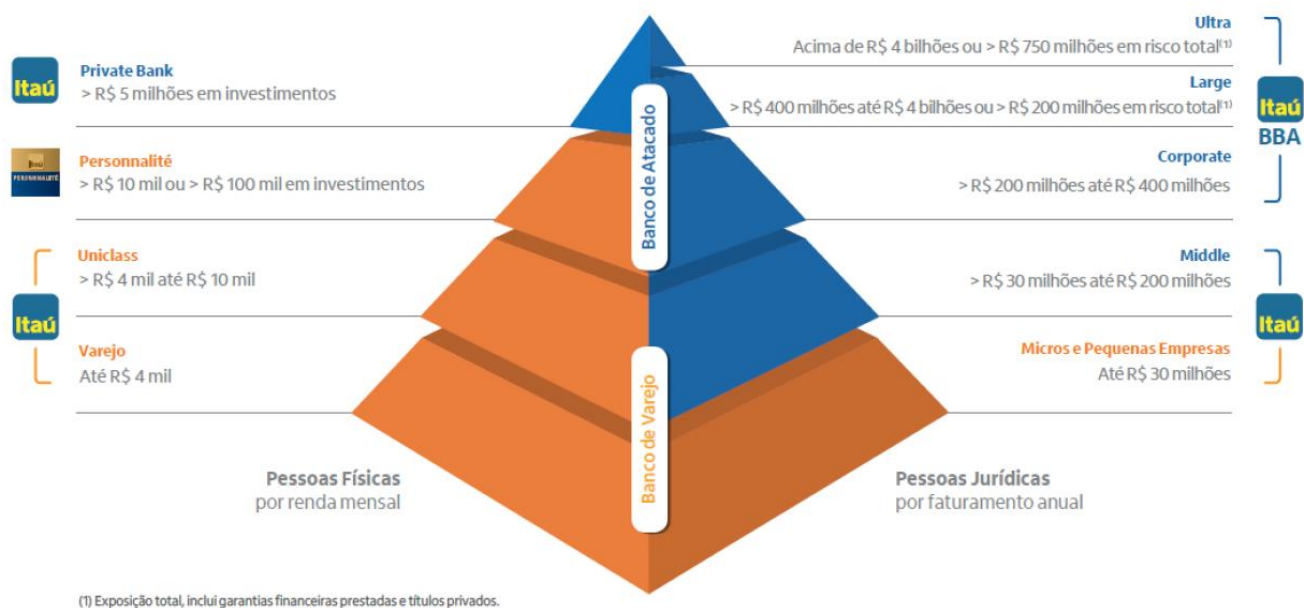 Itaú
Private Bank
> R$ 5 milhões em investimentos
Itaú
PERSONNALITÉ
Personnalité
> R$ 10 mil ou > R$ 100 mil em investimentos
Itaú
Uniclass
> R$ 4 mil até R$ 10 mil
Varejo
Até R$ 4 mil
Pessoas Físicas
por renda mensal
Banco de Atacado
Banco de Varejo
Ultra
Acima de R$ 4 bilhões ou > R$ 750 milhões em risco total(1)
Large
> R$ 400 milhões até R$ 4 bilhões ou > R$ 200 milhões em risco total(1)
Corporate
> R$ 200 milhões até R$ 400 milhões
Itaú
BBA
Middle
> R$ 30 milhões até R$ 200 milhões
Micros e Pequenas Empresas
Até R$ 30 milhões
Itaú
Pessoas Jurídicas
por faturamento anual
(1) Exposição total, inclui garantias financeiras prestadas e títulos privados.